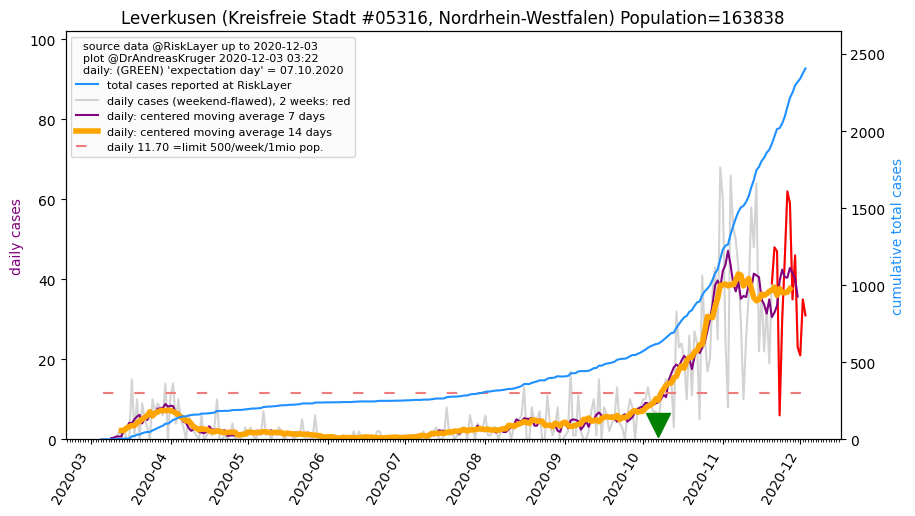 Leverkusen (Kreisfreie Stadt #05316, Nordrhein-Westfalen) Population=163838
source data @RiskLayer up to 2020-12-03
plot @DrAndreasKruger 2020-12-03 03:22
daily: (GREEN) 'expectation day' = 07.10.2020
total cases reported at RiskLayer
daily cases (weekend-flawed), 2 weeks: red
daily: centered moving average 7 days
daily: centered moving average 14 days
daily 11.70 =limit 500/week/1mio pop.
daily cases
100
80
60
40
20
0
cumulative total cases
2500
2000
1500
1000
500
0
2020-03
2020-04
2020-05
2020-06
2020-07
2020-08
2020-09
2020-10
2020-11
2020-12